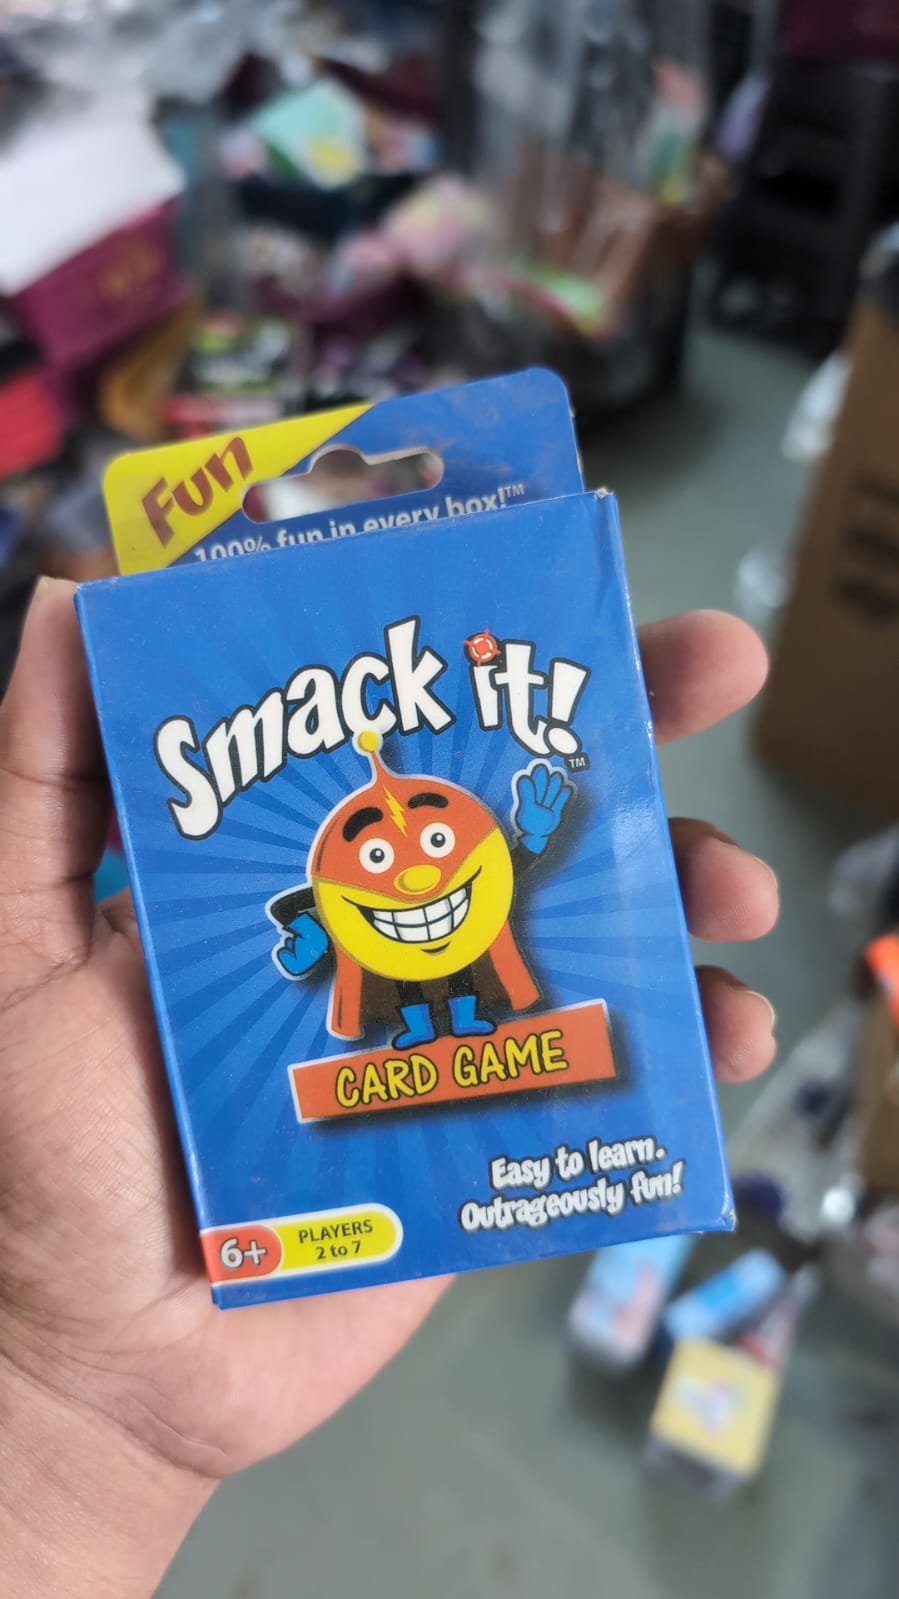 Fun
100% fun in every box!™
Smack it!™
CARD GAME
Easy to learn.
Outrageously fun!
6+
PLAYERS
2 to 7